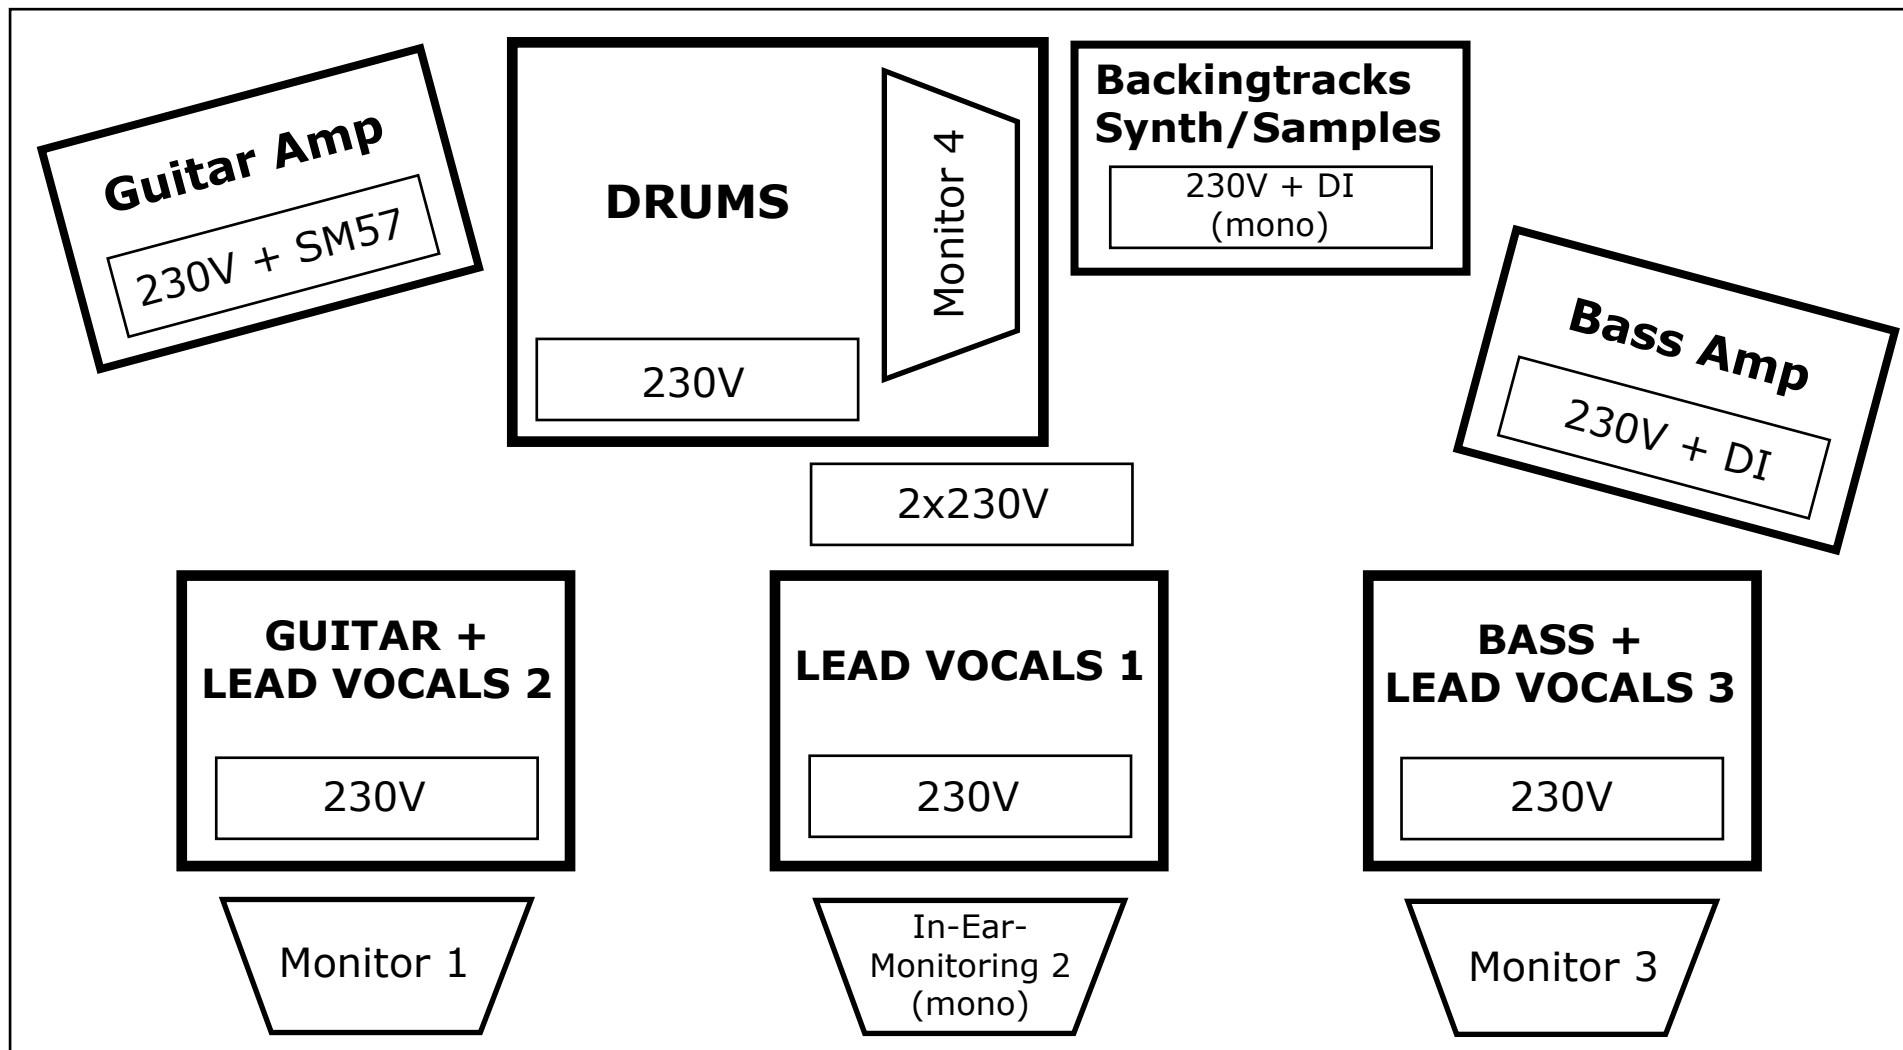 Guitar Amp
230V + SM57
DRUMS
230V
Monitor 4
Backingtracks
Synth/Samples
230V + DI
(mono)
Bass Amp
230V + DI
2x230V
GUITAR +
LEAD VOCALS 2
230V
LEAD VOCALS 1
230V
BASS +
LEAD VOCALS 3
230V
Monitor 1
In-Ear-
Monitoring 2
(mono)
Monitor 3